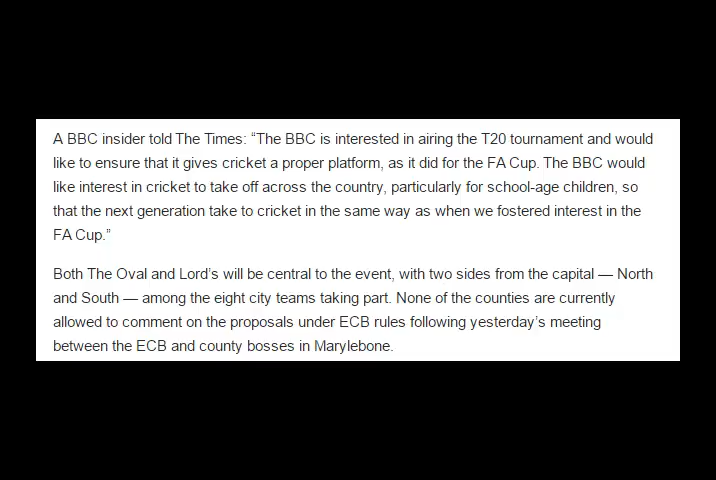 A BBC insider told The Times: “The BBC is interested in airing the T20 tournament and would
like to ensure that it gives cricket a proper platform, as it did for the FA Cup. The BBC would
like interest in cricket to take off across the country, particularly for school-age children, so
that the next generation take to cricket in the same way as when we fostered interest in the
FA Cup.”
Both The Oval and Lord’s will be central to the event, with two sides from the capital — North
and South — among the eight city teams taking part. None of the counties are currently
allowed to comment on the proposals under ECB rules following yesterday’s meeting
between the ECB and county bosses in Marylebone.